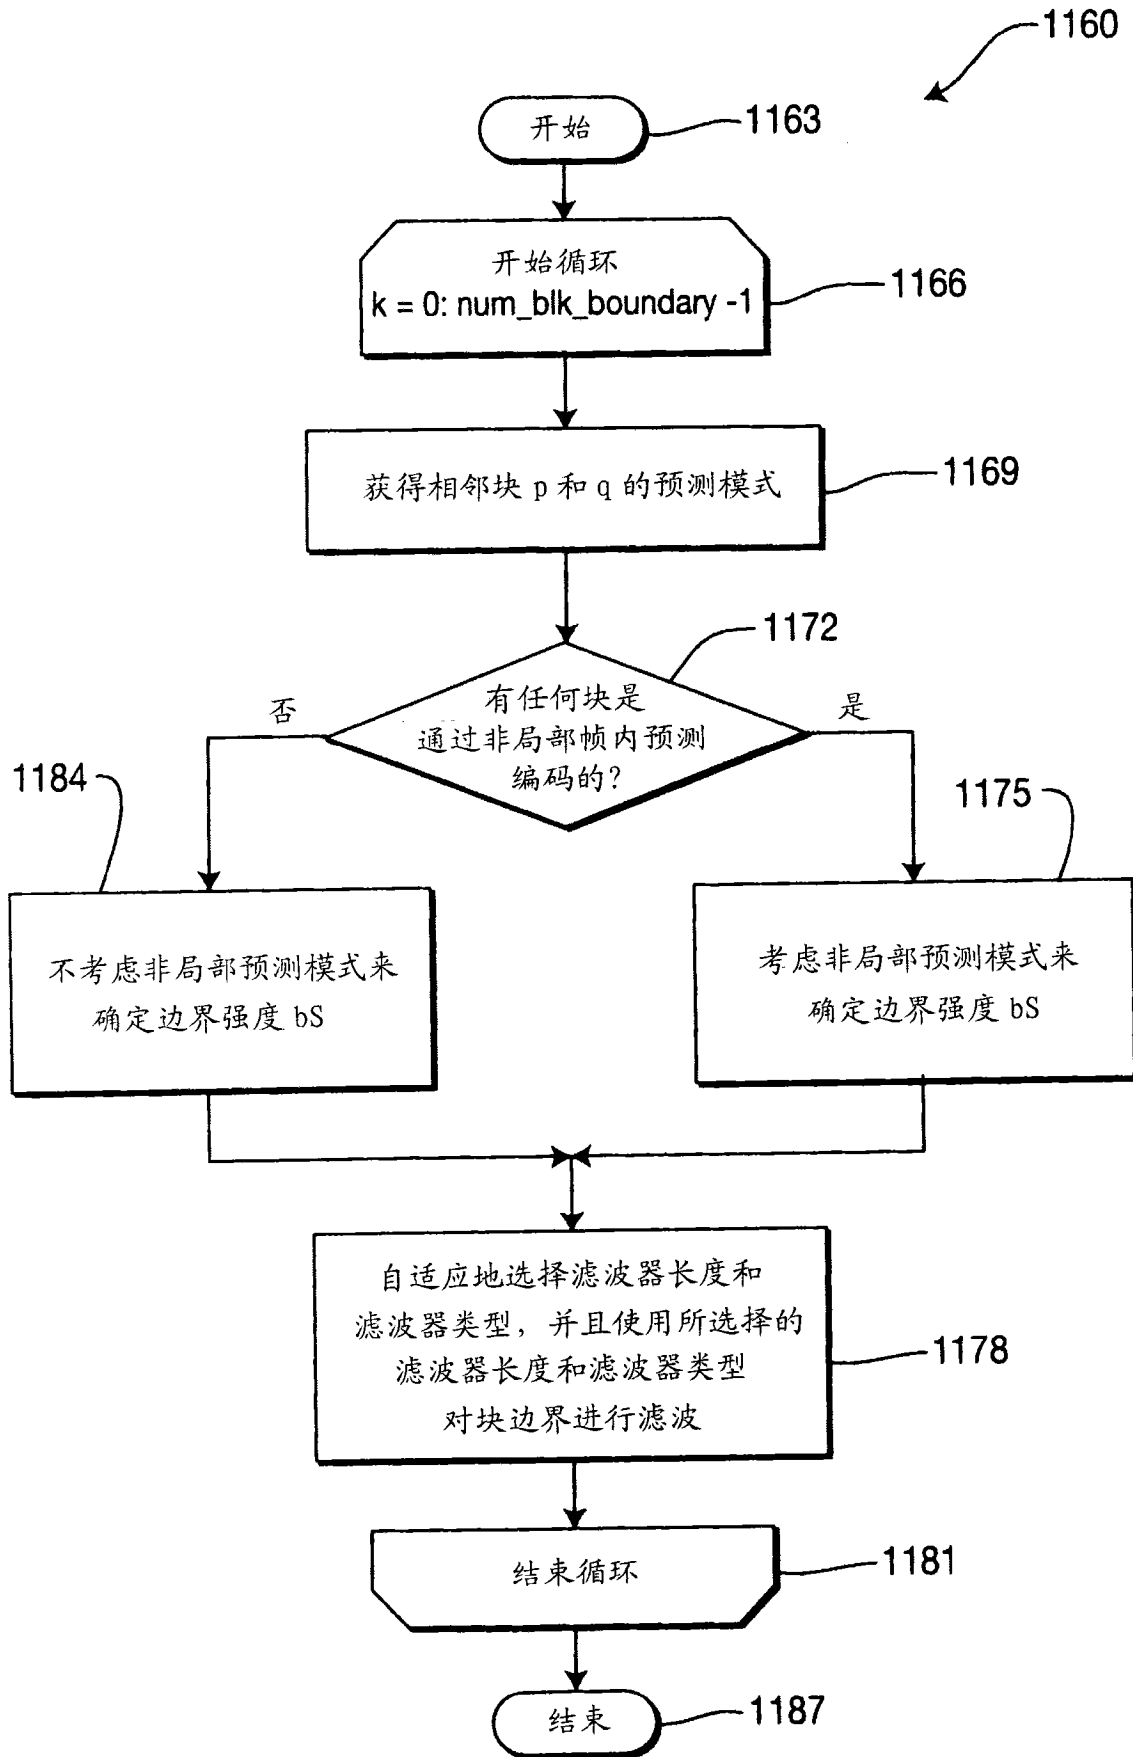 1160
开始
1163
开始循环
k = 0: num_blk_boundary -1
1166
获得相邻块 p 和 q 的预测模式
1169
1172
有任何块是
通过非局部帧内预测
编码的?
否
是
1184
1175
不考虑非局部预测模式来
确定边界强度 bS
考虑非局部预测模式来
确定边界强度 bS
自适应地选择滤波器长度和
滤波器类型，并且使用所选择的
滤波器长度和滤波器类型
对块边界进行滤波
1178
结束循环
1181
结束
1187